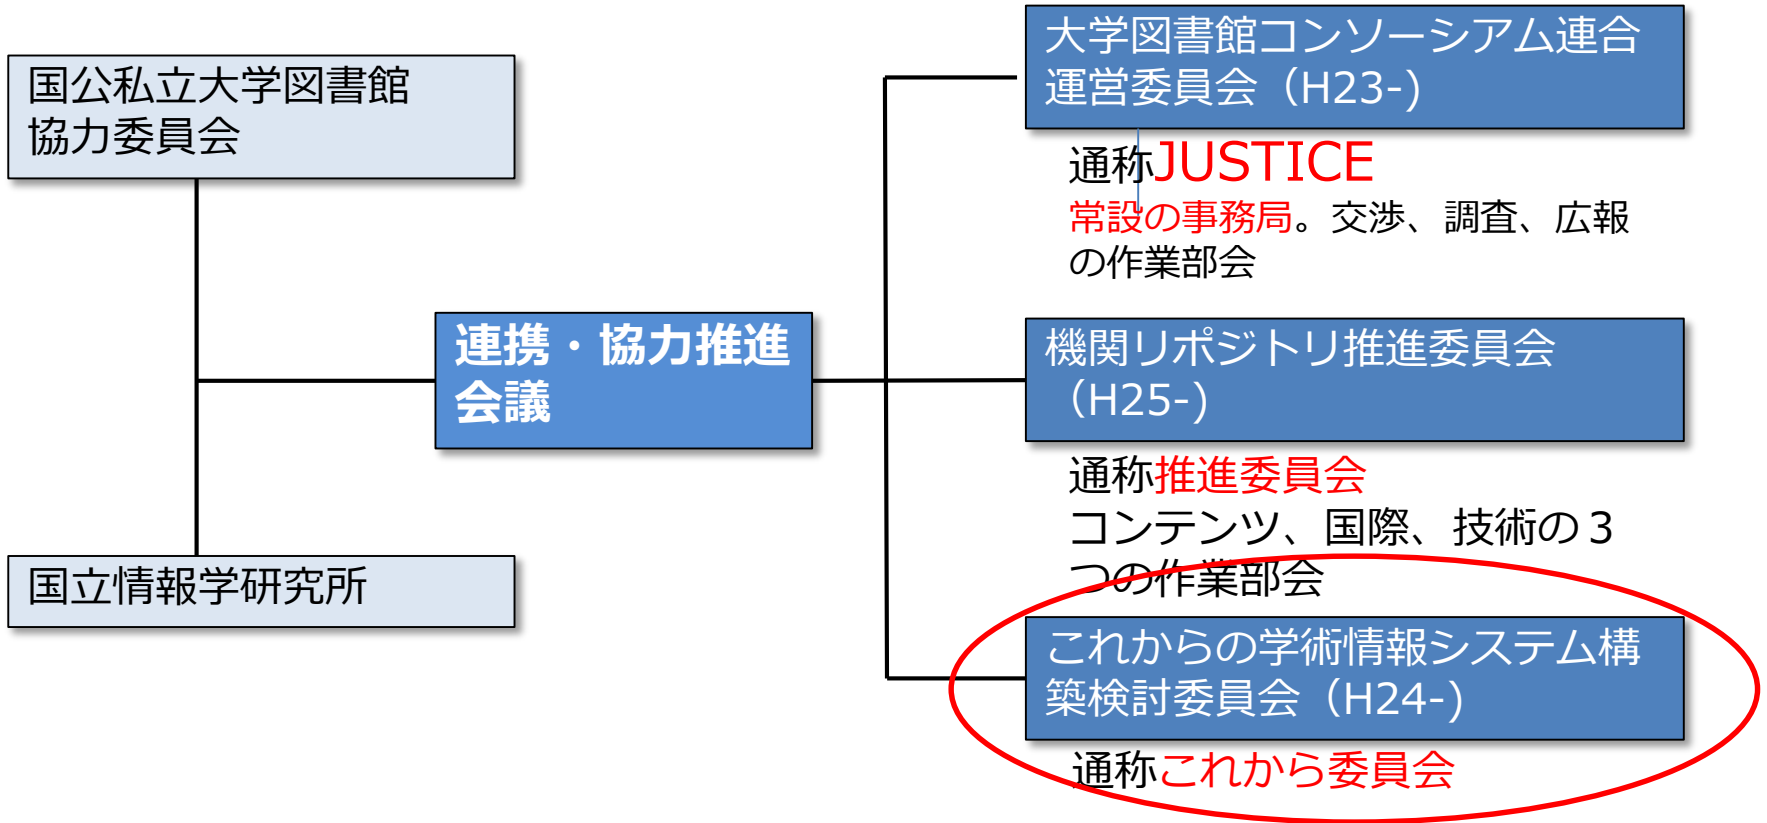 国公私立大学図書館
協力委員会
国立情報学研究所
連携・協力推進
会議
大学図書館コンソーシアム連合
運営委員会（H23-)
通称JUSTICE
常設の事務局。交渉、調査、広報
の作業部会
機関リポジトリ推進委員会
（H25-)
通称推進委員会
コンテンツ、国際、技術の３
つの作業部会
これからの学術情報システム構
築検討委員会（H24-)
通称これから委員会